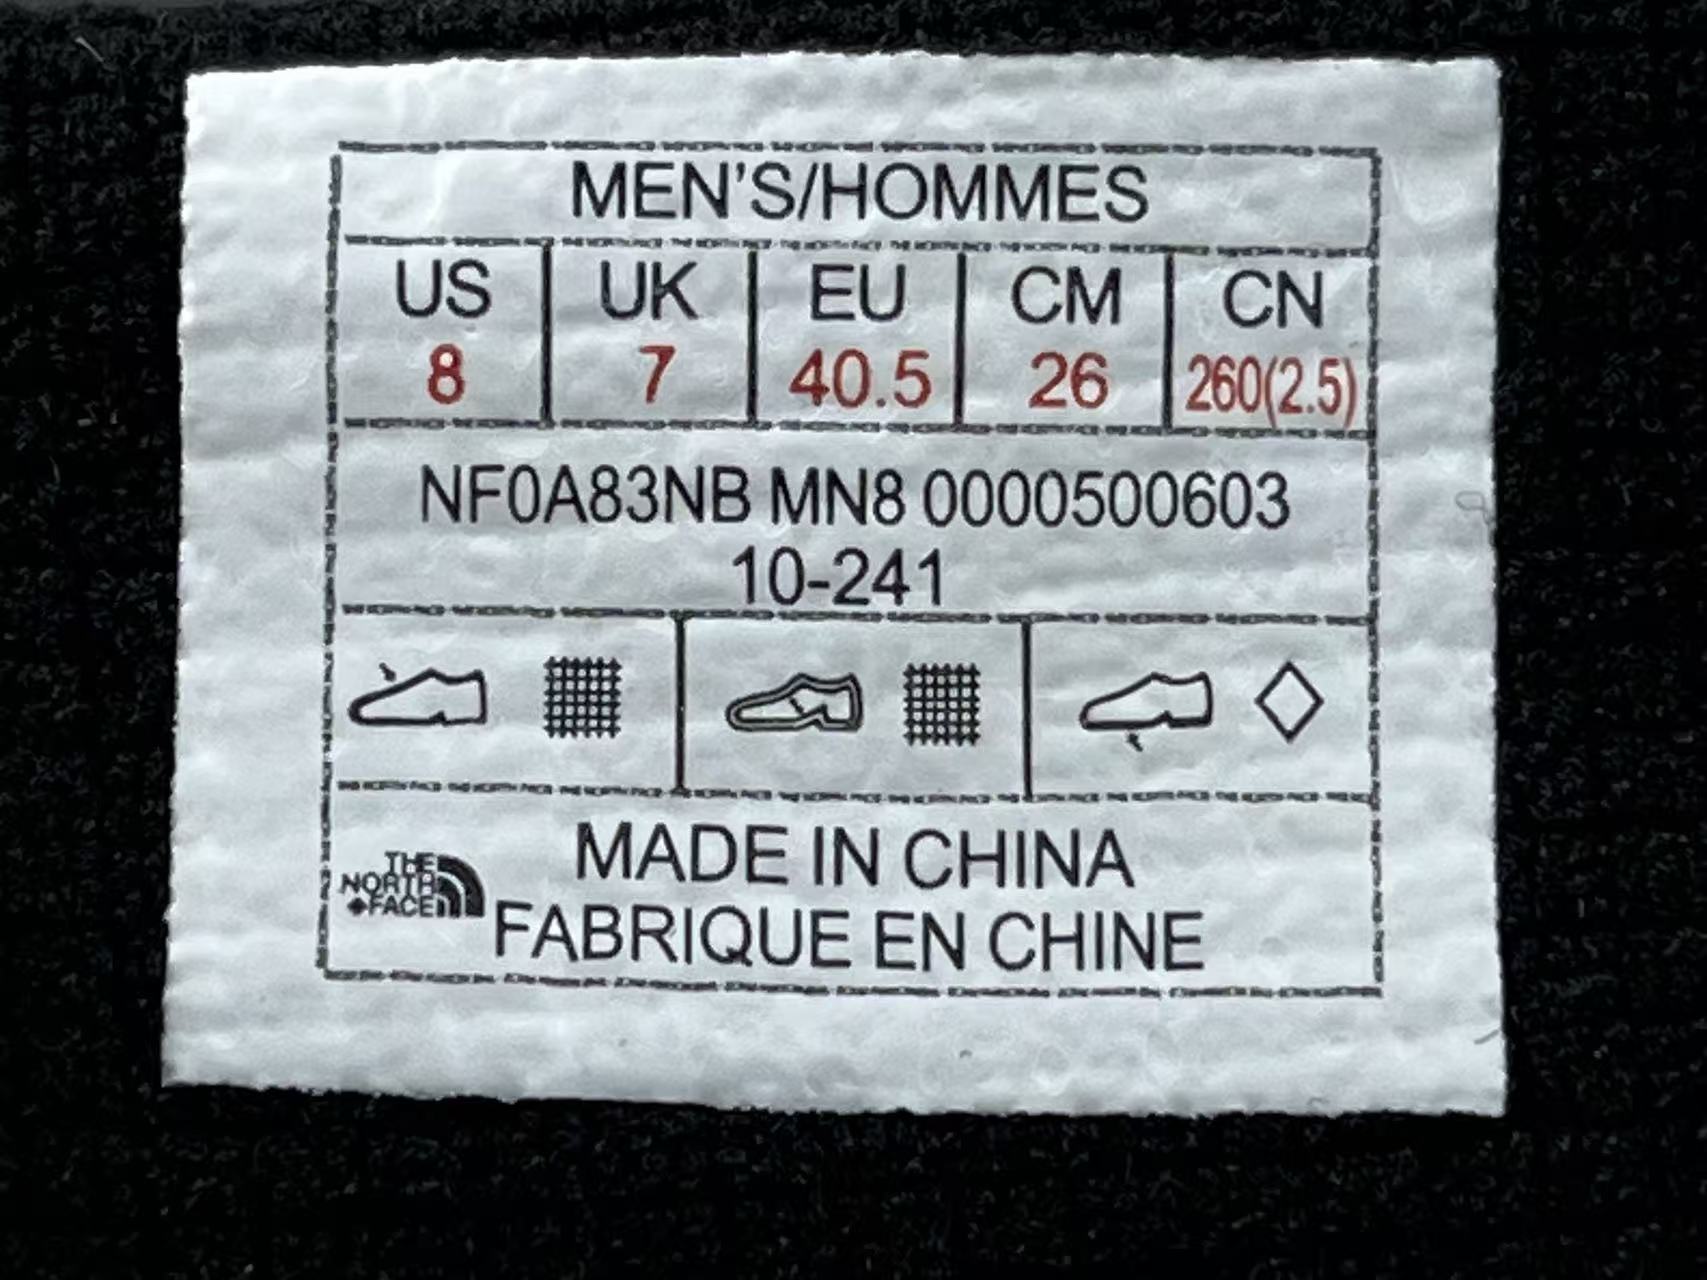 MEN'S/HOMMES
US UK EU CM CN
8 7 40.5 26 260(2.5)
NF0A83NB MN8 0000500603
10-241
MADE IN CHINA
THE
NORTH
FACE
FABRIQUE EN CHINE